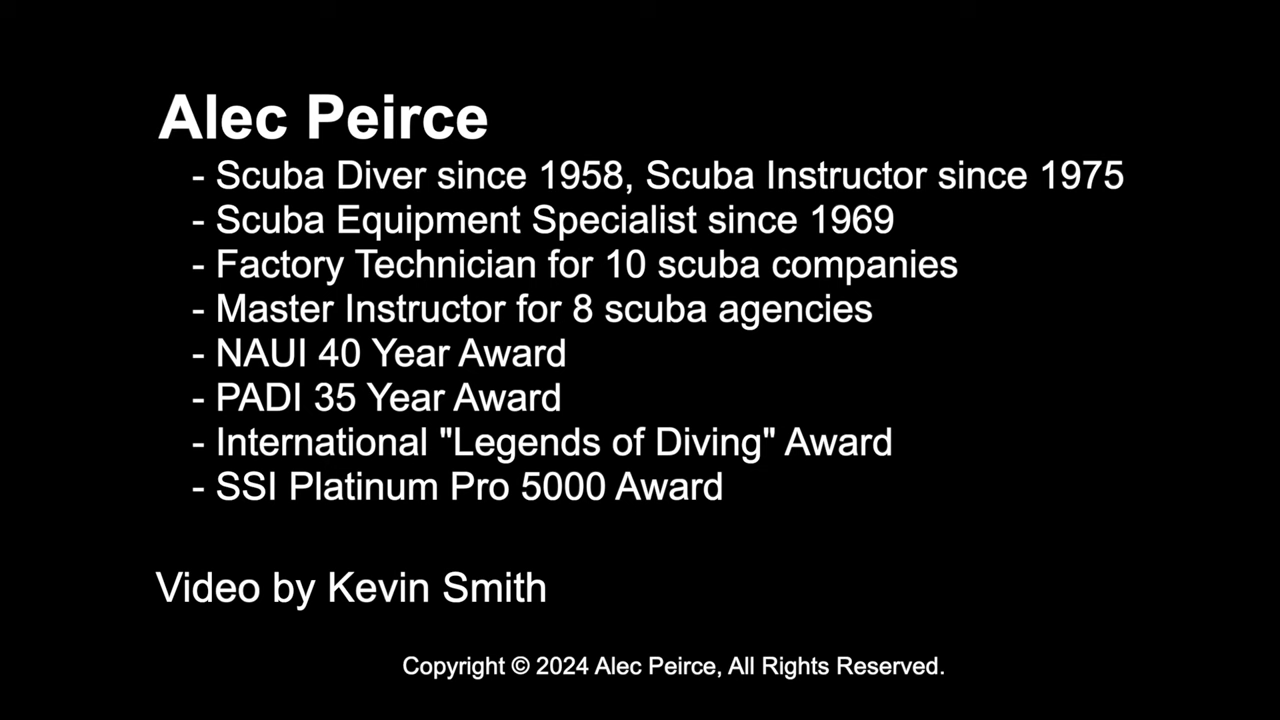 Alec Peirce
- Scuba Diver since 1958, Scuba Instructor since 1975
- Scuba Equipment Specialist since 1969
- Factory Technician for 10 scuba companies
- Master Instructor for 8 scuba agencies
- NAUI 40 Year Award
- PADI 35 Year Award
- International "Legends of Diving" Award
- SSI Platinum Pro 5000 Award
Video by Kevin Smith
Copyright © 2024 Alec Peirce, All Rights Reserved.